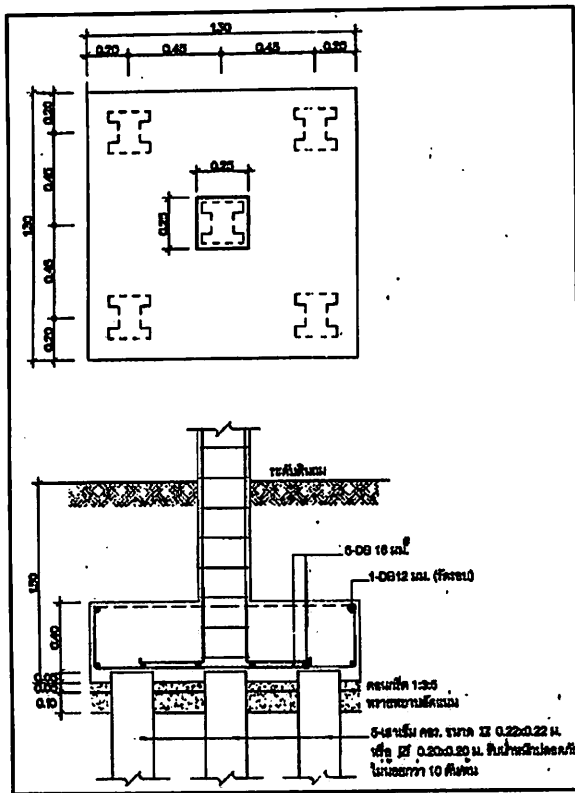 1.30
0.20 0.45 0.45 0.20
0.20
0.45
0.45
0.20
1.30
0.25
0.25
ระดับดินถม
6-DB 16 มม.#
1-DB12 มม. (รัดรอบ)
1.50
0.40
0.10
คอนกรีต 1:3:5
ทรายหยาบอัดแน่น
5-เสาเข็ม คอร. ขนาด II 0.22x0.22 ม.
หรือ 0.20x0.20 ม. รับน้ำหนักปลอดภัย
ไม่น้อยกว่า 10 ตัน/ต้น